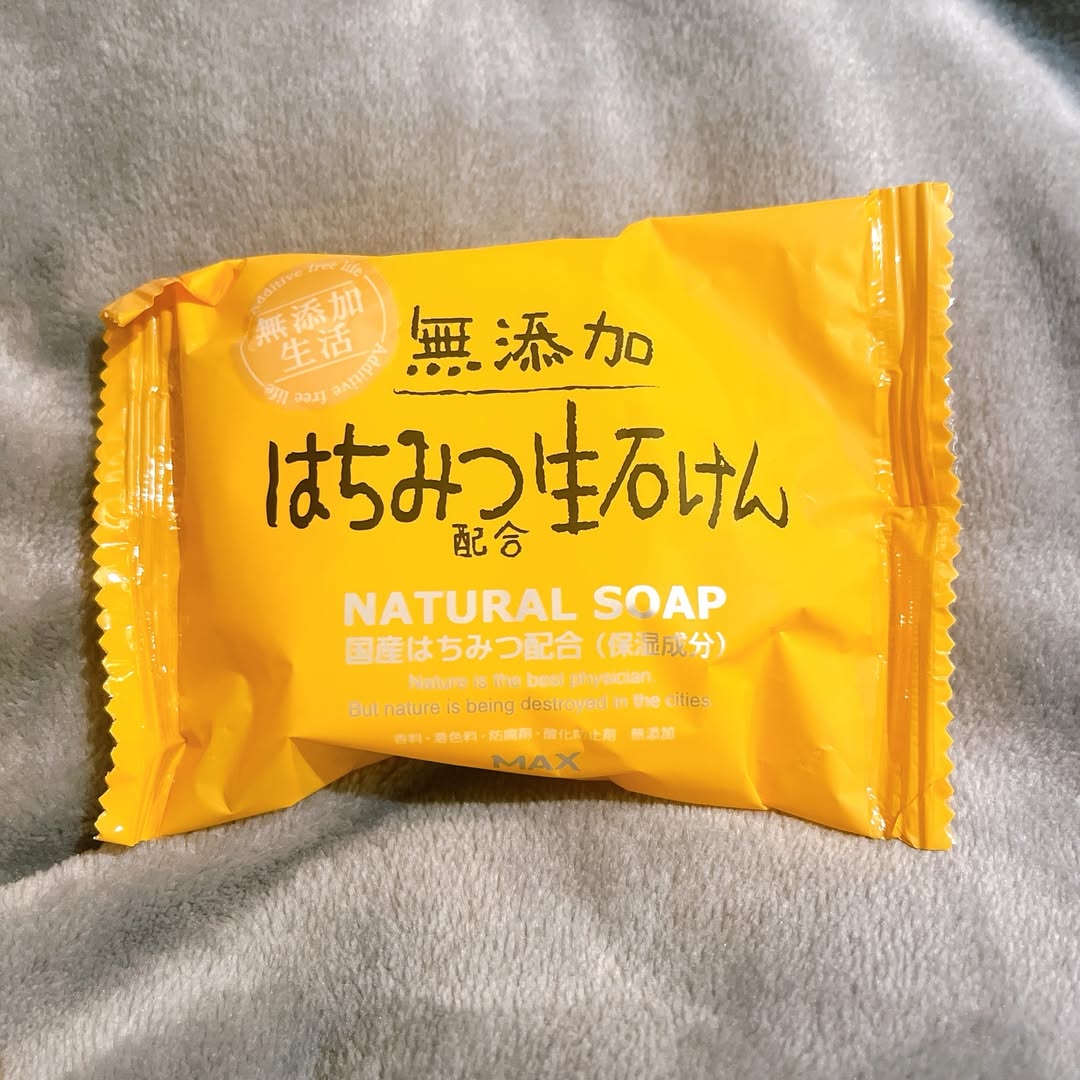 Additive free life
無添加
生活
Additive free life
無添加
はちみつ生石けん
配合
NATURAL SOAP
国産はちみつ配合（保湿成分）
Nature is the best physician
But nature is being destroyed in the cities
香料・着色料・防腐剤・酸化防止剤 無添加
MAX